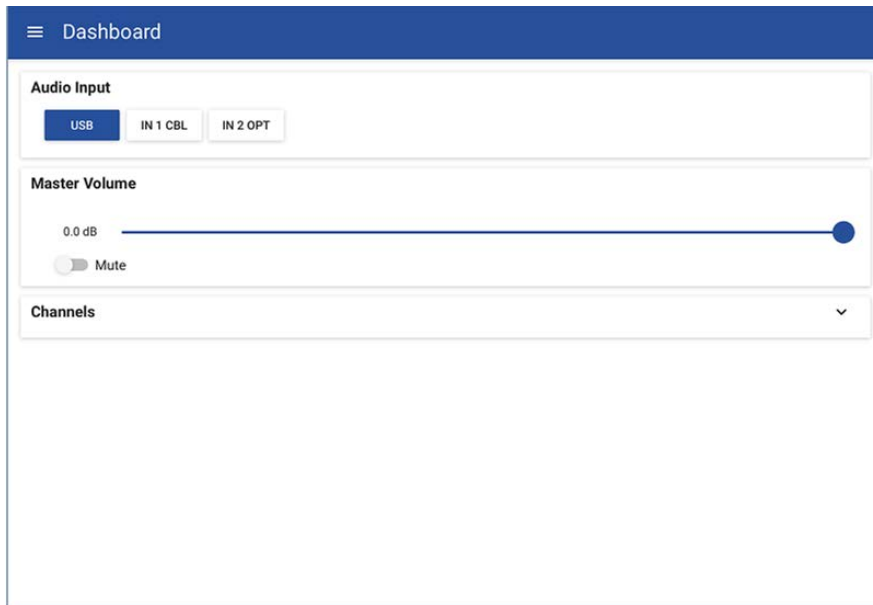 Dashboard
Audio Input
USB IN 1 CBL IN 2 OPT
Master Volume
0.0 dB
Mute
Channels